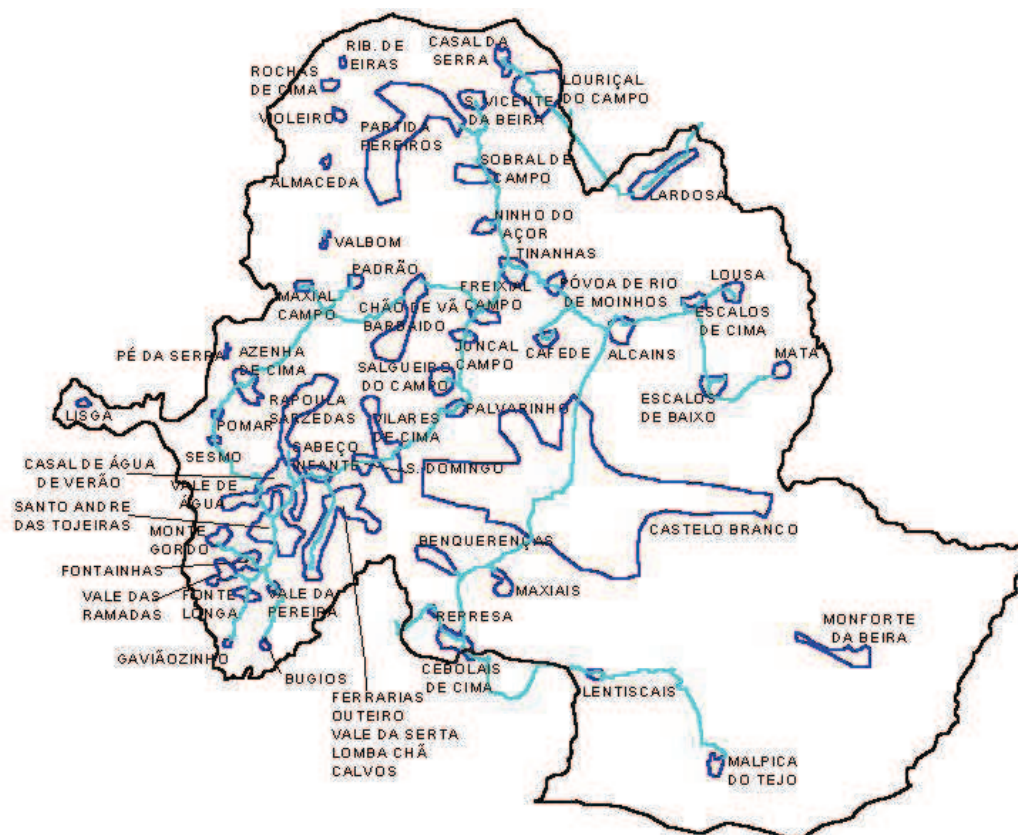 RIB. DE
EIRAS
CASAL DA
SERRA
ROCHAS
DE CIMA
LOURIÇAL
DO CAMPO
VIOLEIRO
S. VICENTE
DA BEIRA
PARTIDA
PEREIROS
SOBRAL DE
CAMPO
ALMACEDA
LARDOSA
NINHO DO
AÇOR
VALBOM
TINANHAS
PADRÃO
MAXIAL
CAMPO
CHÃO DE VÃ
BARBAIDO
FREIXIAL
CAMPO
PÓVOA DE RIO
DE MOINHOS
LOUSA
ESCALOS
DE CIMA
PÉ DA SERRA
AZENHA
DE CIMA
JUNCAL
CAMPO
CAFEDE
ALCAINS
MATA
SALGUEIRO
DO CAMPO
LISGA
RAPOULA
SARZEDAS
PALVARINHO
ESCALOS
DE BAIXO
POMAR
VILARES
DE CIMA
SESMO
CABEÇO
INFANTE
S. DOMINGO
CASAL DE ÁGUA
DE VERÃO
VALE DE
ÁGUA
SANTO ANDRE
DAS TOJEIRAS
MONTE
GORDO
CASTELO BRANCO
BENQUERENÇAS
FONTAINHAS
MAXIAIS
VALE DAS
RAMADAS
FONTE
LONGA
VALE DA
PEREIRA
REPRESA
MONFORTE
DA BEIRA
GAVIÃOZINHO
BUGIOS
CEBOLAIS
DE CIMA
LENTISCAIS
FERRARIAS
OUTEIRO
VALE DA SERTA
LOMBA CHÃ
CALVOS
MALPICA
DO TEJO